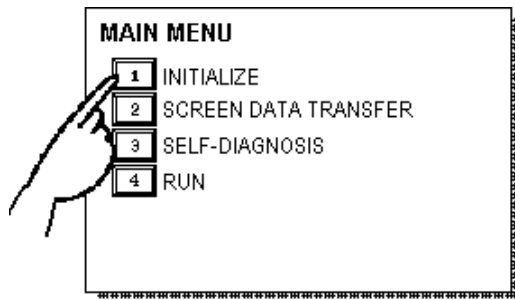 MAIN MENU
1 INITIALIZE
2 SCREEN DATA TRANSFER
3 SELF-DIAGNOSIS
4 RUN